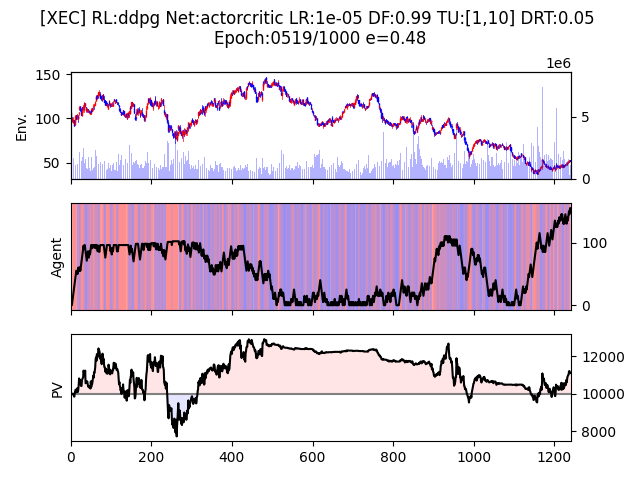 [XEC] RL:ddpg Net:actorcritic LR:1e-05 DF:0.99 TU:[1,10] DRT:0.05
Epoch:0519/1000 e=0.48
1e6
150
100
50
Env.
5
0
Agent
100
0
PV
12000
10000
8000
0 200 400 600 800 1000 1200